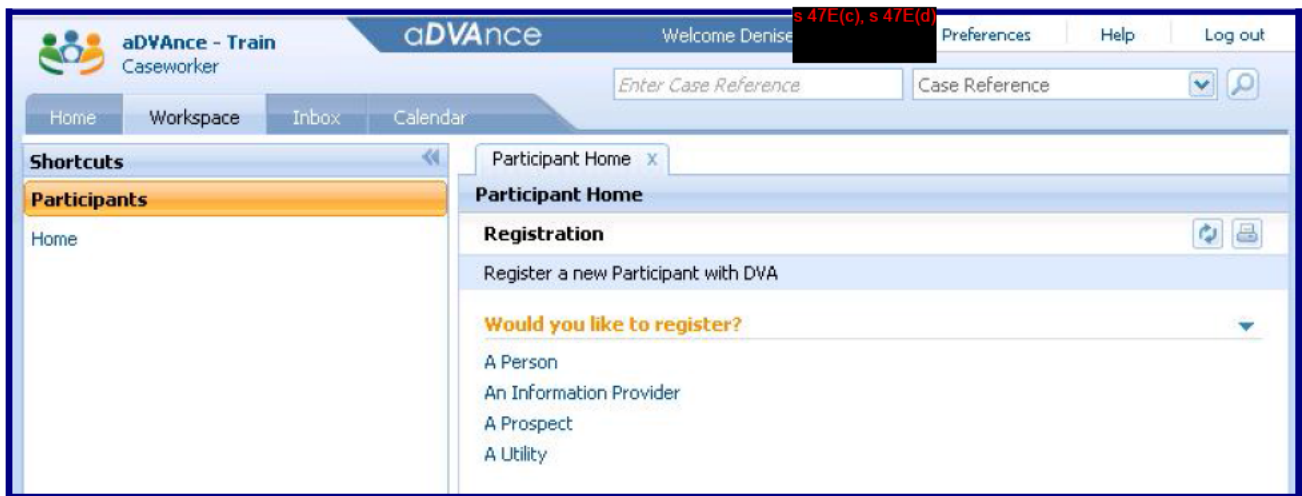 s 47E(c), s 47E(d)
aDVAnce - Train
Caseworker
aDVAnce
Welcome Denise
Preferences
Help
Log out
Enter Case Reference
Case Reference
Home
Workspace
Inbox
Calendar
Shortcuts
Participants
Home
Participant Home x
Participant Home
Registration
Register a new Participant with DVA
Would you like to register?
A Person
An Information Provider
A Prospect
A Utility